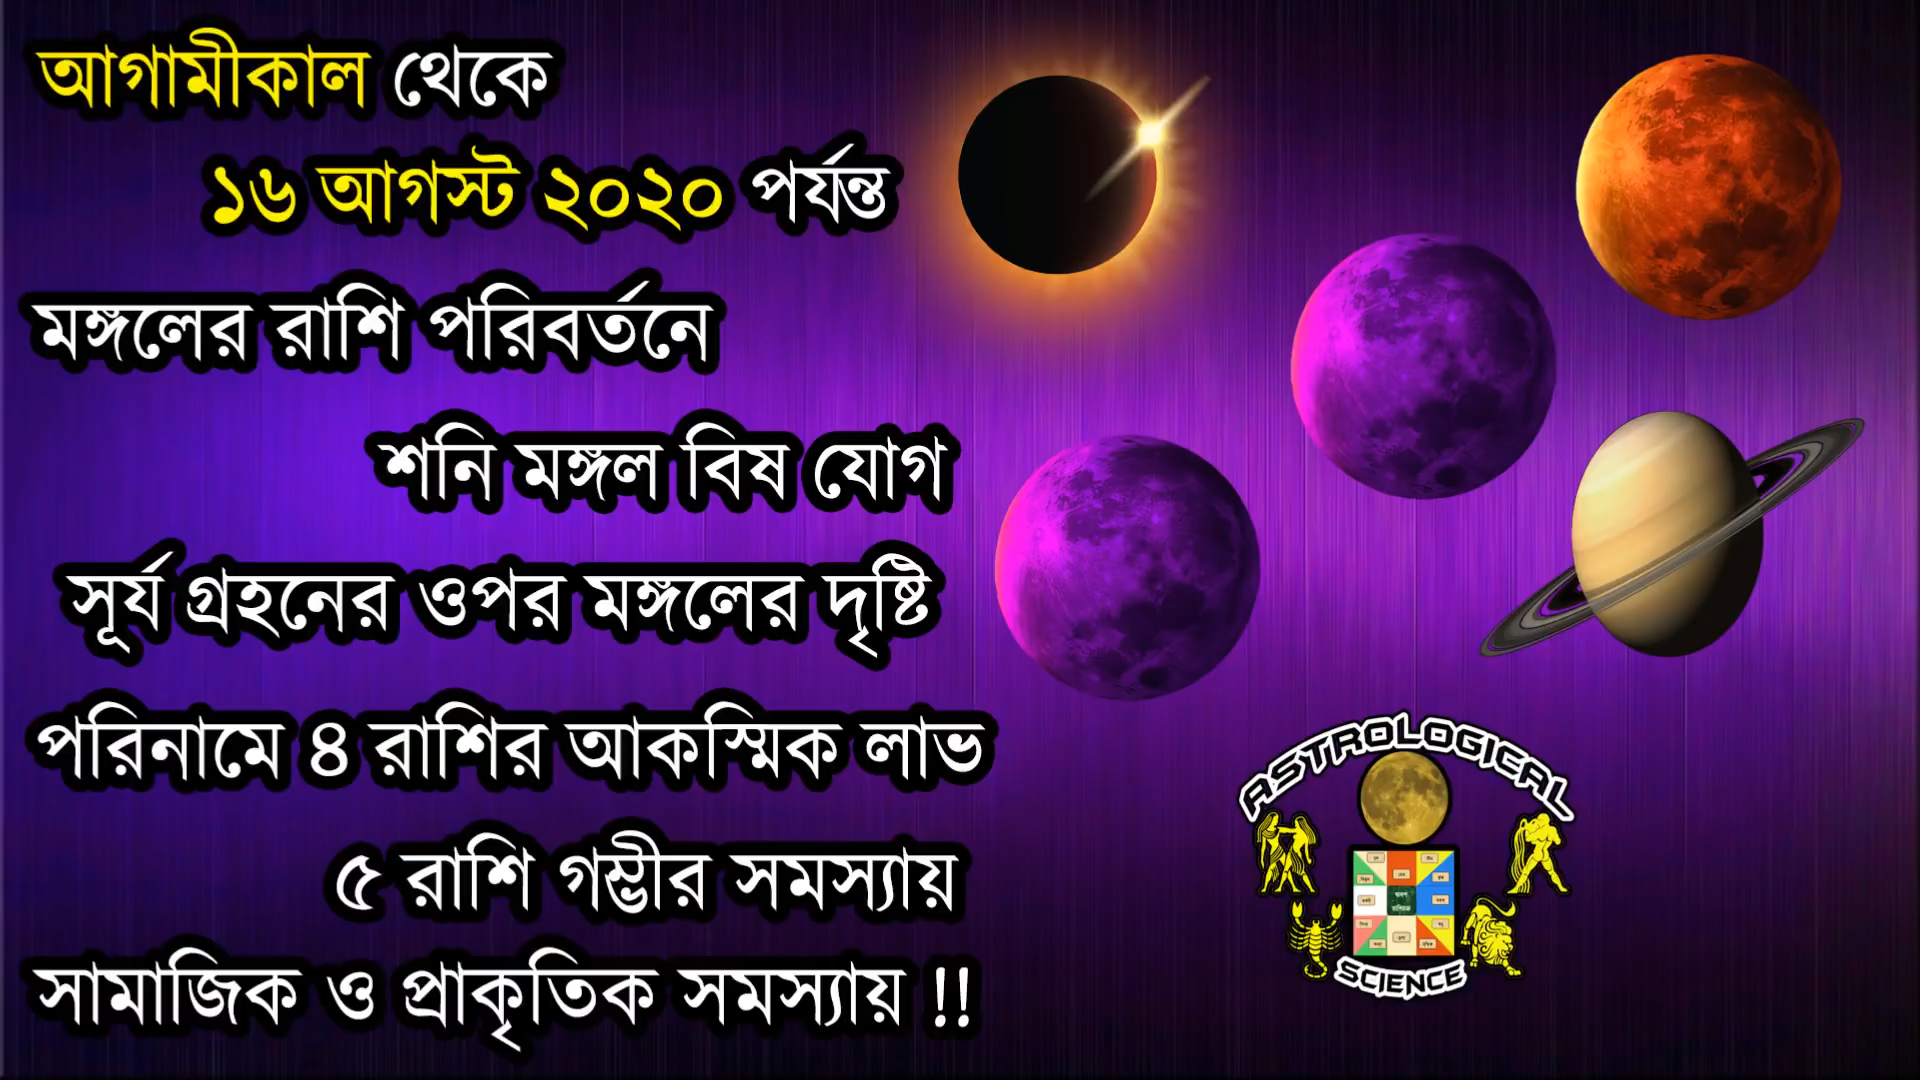 আগামীকাল থেকে
১৬ আগস্ট ২০২০ পর্যন্ত
মঙ্গলের রাশি পরিবর্তনে
শনি মঙ্গল বিষ যোগ
সূর্য গ্রহনের ওপর মঙ্গলের দৃষ্টি
পরিনামে ৪ রাশির আকস্মিক লাভ
৫ রাশি গম্ভীর সমস্যায়
সামাজিক ও প্রাকৃতিক সমস্যায় !!
ASTROLOGICAL
SCIENCE